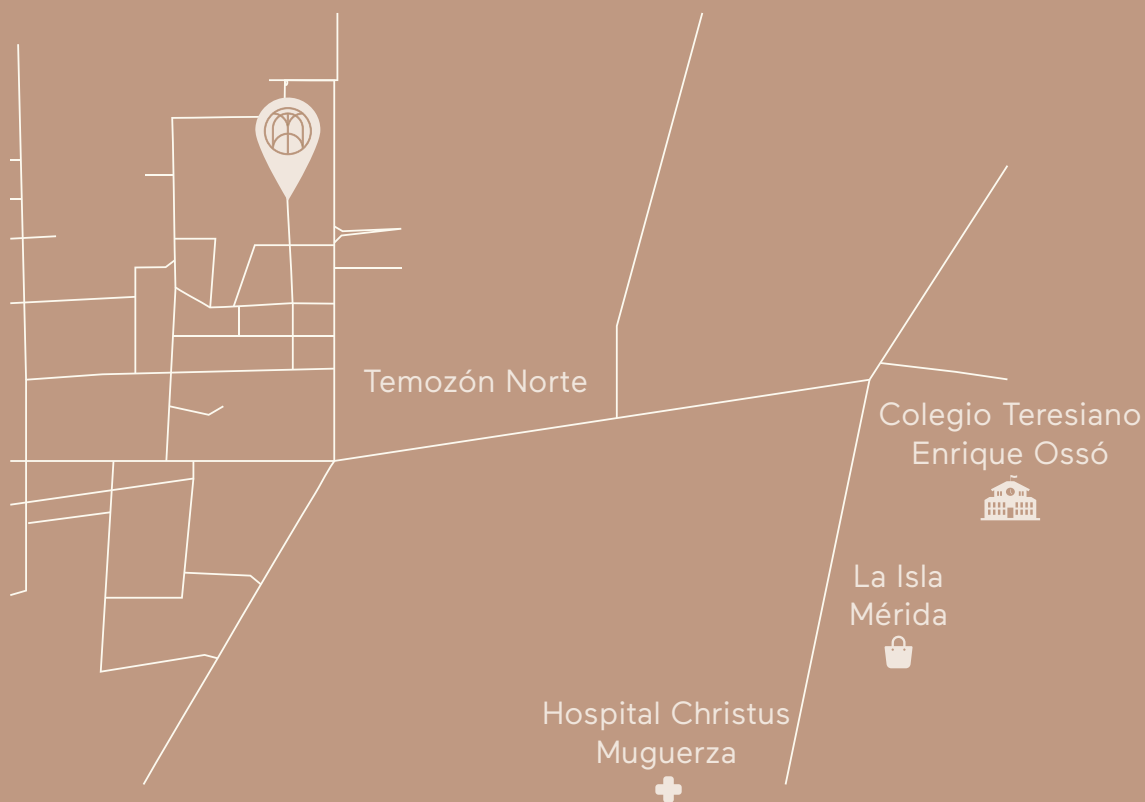 Temozón Norte
Colegio Teresiano
Enrique Ossó
La Isla
Mérida
Hospital Christus
Muguerza